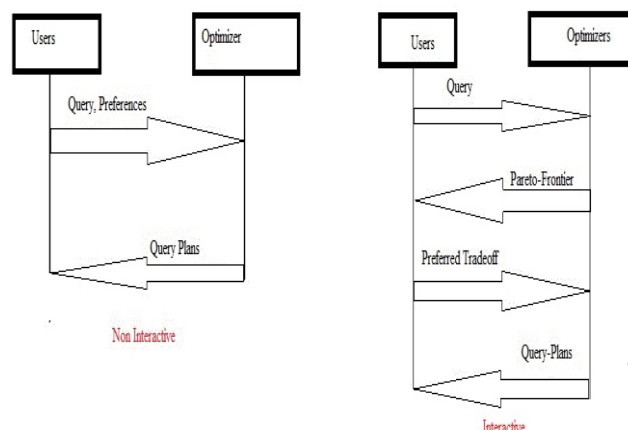 Users
Optimizer
Query, Preferences
Query Plans
Non Interactive
Users
Optimizers
Query
Pareto-Frontier
Preferred Tradeoff
Query-Plans
Interactive